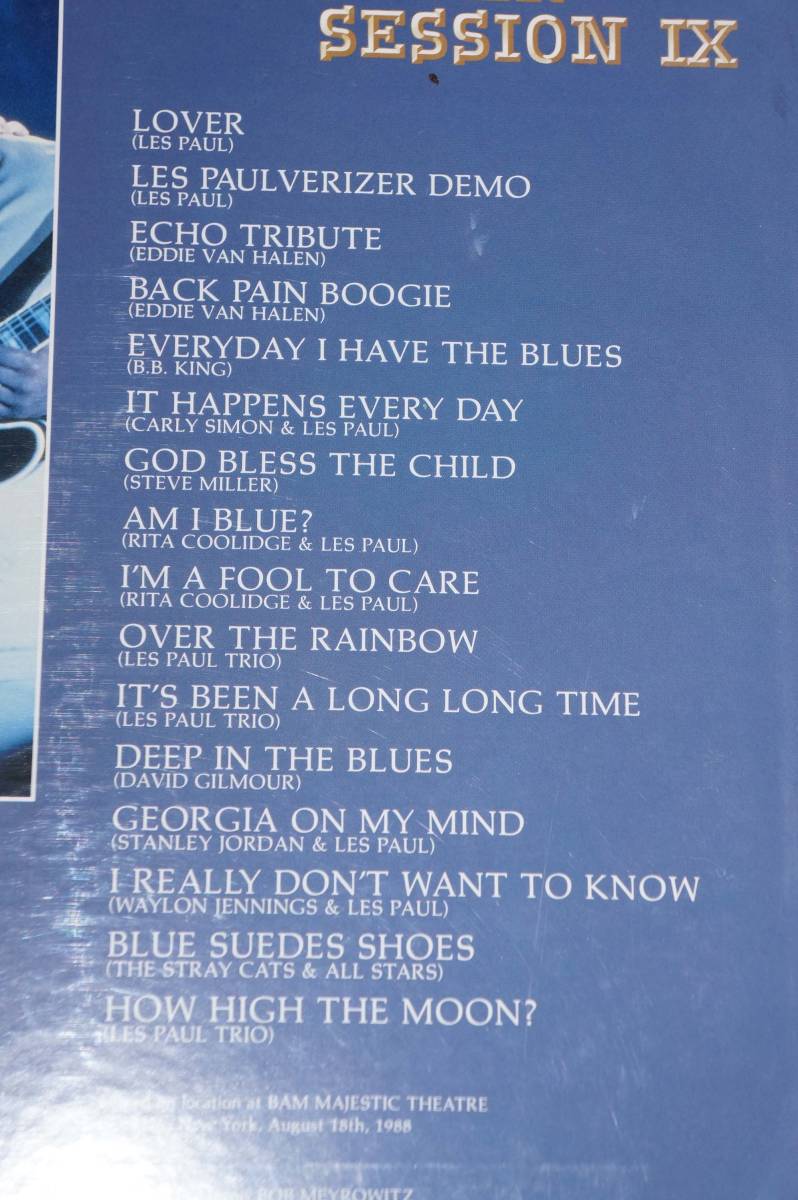 SESSION IX
LOVER
(LES PAUL)
LES PAULVERIZER DEMO
(LES PAUL)
ECHO TRIBUTE
(EDDIE VAN HALEN)
BACK PAIN BOOGIE
(EDDIE VAN HALEN)
EVERYDAY I HAVE THE BLUES
(B.B. KING)
IT HAPPENS EVERY DAY
(CARLY SIMON & LES PAUL)
GOD BLESS THE CHILD
(STEVE MILLER)
AM I BLUE?
(RITA COOLIDGE & LES PAUL)
I'M A FOOL TO CARE
(RITA COOLIDGE & LES PAUL)
OVER THE RAINBOW
(LES PAUL TRIO)
IT'S BEEN A LONG LONG TIME
(LES PAUL TRIO)
DEEP IN THE BLUES
(DAVID GILMOUR)
GEORGIA ON MY MIND
(STANLEY JORDAN & LES PAUL)
I REALLY DON'T WANT TO KNOW
(WAYLON JENNINGS & LES PAUL)
BLUE SUEDES SHOES
(THE STRAY CATS & ALL STARS)
HOW HIGH THE MOON?
(LES PAUL TRIO)
location at BAM MAJESTIC THEATRE
New York, August 18th, 1988
BOB MEYROWITZ